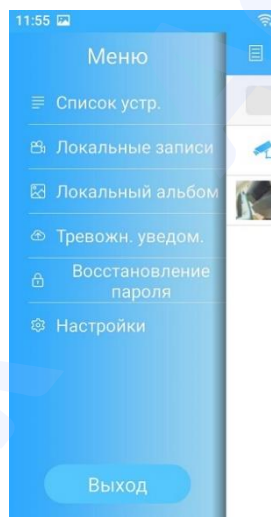 11:55
Меню
Список устр.
Локальные записи
Локальный альбом
Тревожн. уведом.
Восстановление
пароля
Настройки
Выход